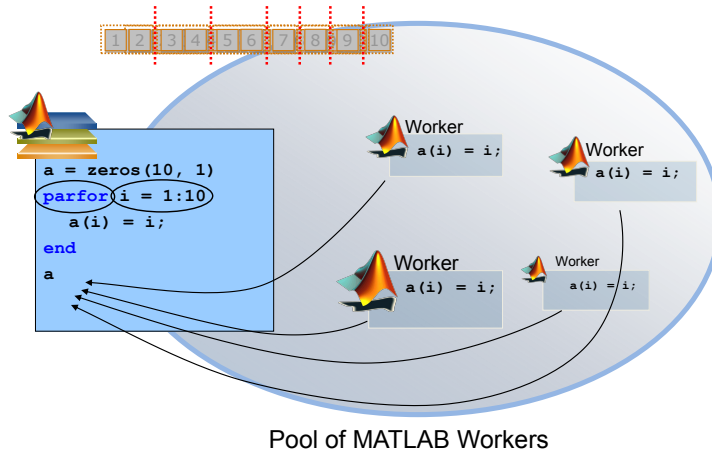 1 2 3 4 5 6 7 8 9 10
a = zeros(10, 1)
parfor i = 1:10
a(i) = i;
end
a
Worker
a(i) = i;
Worker
a(i) = i;
Worker
a(i) = i;
Worker
a(i) = i;
Pool of MATLAB Workers